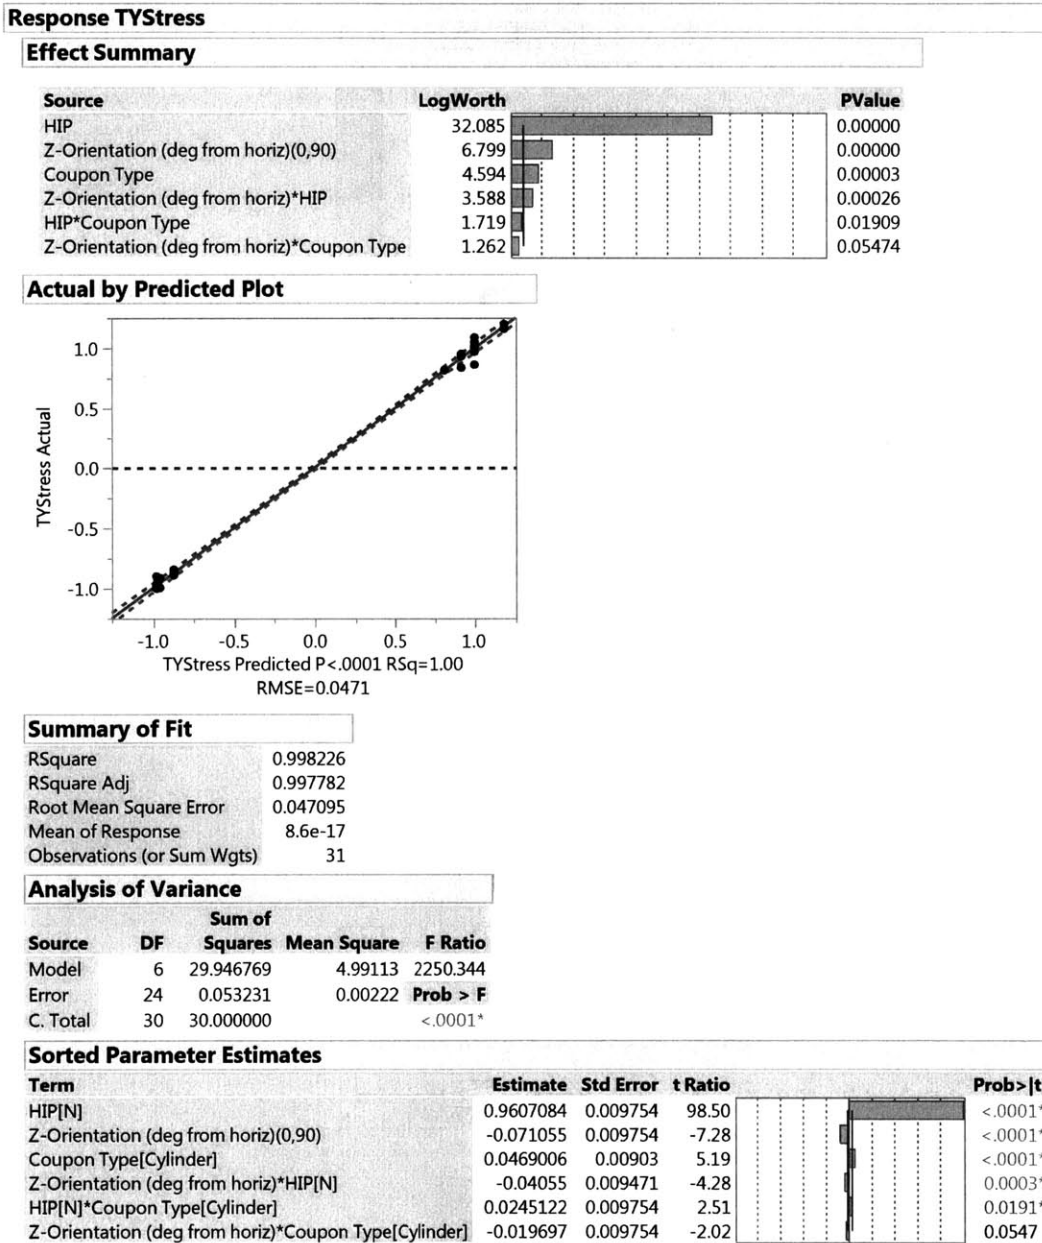 Response TYStress
Effect Summary
Source LogWorth PValue
HIP 32.085 0.00000
Z-Orientation (deg from horiz)(0,90) 6.799 0.00000
Coupon Type 4.594 0.00003
Z-Orientation (deg from horiz)*HIP 3.588 0.00026
HIP*Coupon Type 1.719 0.01909
Z-Orientation (deg from horiz)*Coupon Type 1.262 0.05474
Actual by Predicted Plot
TYStress Actual
1.0
0.5
0.0
-0.5
-1.0
-1.0 -0.5 0.0 0.5 1.0
TYStress Predicted P<.0001 RSq=1.00
RMSE=0.0471
Summary of Fit
RSquare 0.998226
RSquare Adj 0.997782
Root Mean Square Error 0.047095
Mean of Response 8.6e-17
Observations (or Sum Wgts) 31
Analysis of Variance
Sum of
Source DF Squares Mean Square F Ratio
Model 6 29.946769 4.99113 2250.344
Error 24 0.053231 0.00222 Prob > F
C. Total 30 30.000000 <.0001*
Sorted Parameter Estimates
Term Estimate Std Error t Ratio Prob>|t
HIP[N] 0.9607084 0.009754 98.50 <.0001*
Z-Orientation (deg from horiz)(0,90) -0.071055 0.009754 -7.28 <.0001*
Coupon Type[Cylinder] 0.0469006 0.00903 5.19 <.0001*
Z-Orientation (deg from horiz)*HIP[N] -0.04055 0.009471 -4.28 0.0003*
HIP[N]*Coupon Type[Cylinder] 0.0245122 0.009754 2.51 0.0191*
Z-Orientation (deg from horiz)*Coupon Type[Cylinder] -0.019697 0.009754 -2.02 0.0547